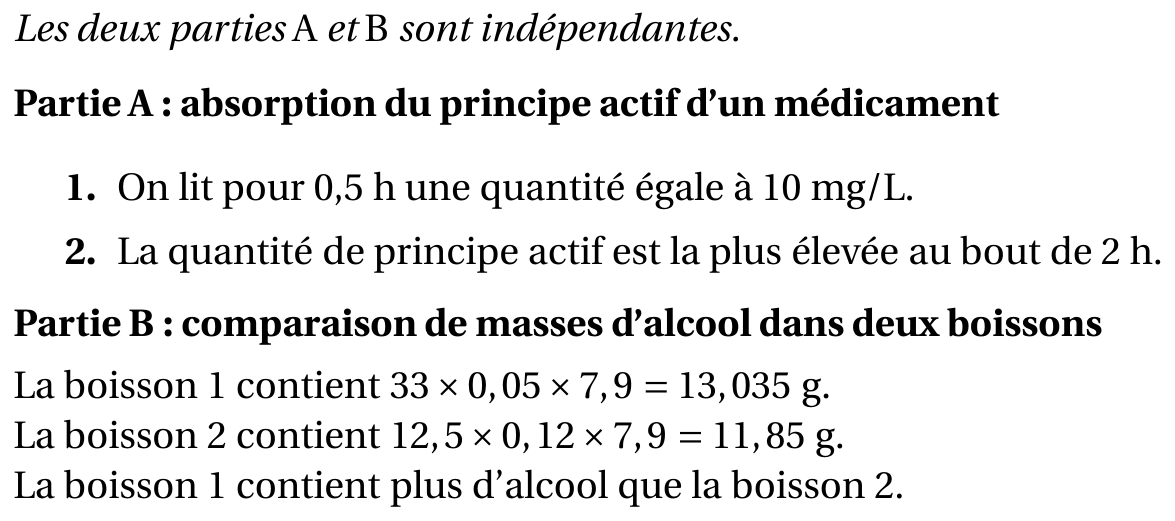 Les deux parties A et B sont indépendantes.
Partie A : absorption du principe actif d’un médicament
1. On lit pour 0,5 h une quantité égale à 10 mg/L.
2. La quantité de principe actif est la plus élevée au bout de 2 h.
Partie B : comparaison de masses d’alcool dans deux boissons
La boisson 1 contient 33 × 0,05 × 7,9 = 13,035 g.
La boisson 2 contient 12,5 × 0,12 × 7,9 = 11,85 g.
La boisson 1 contient plus d’alcool que la boisson 2.